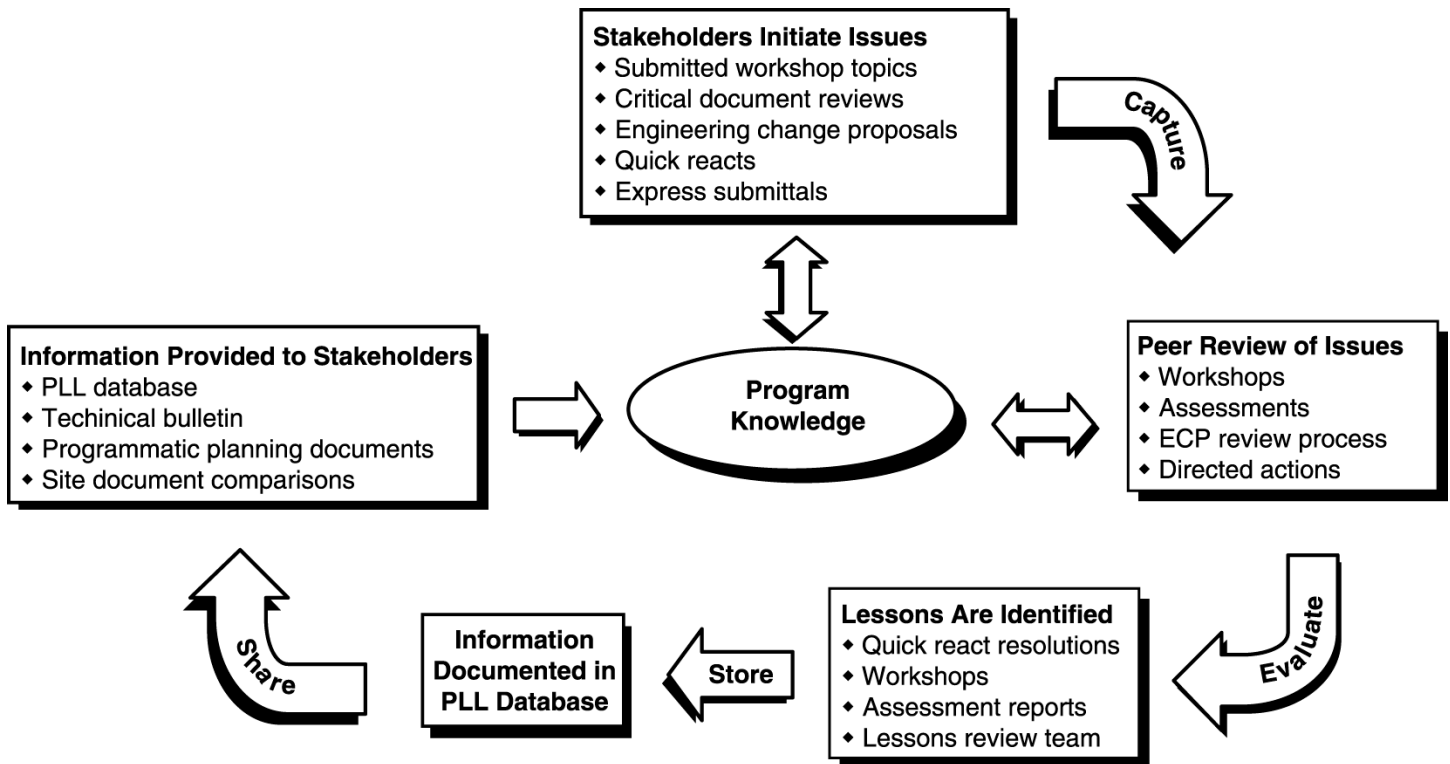 Stakeholders Initiate Issues
◆ Submitted workshop topics
◆ Critical document reviews
◆ Engineering change proposals
◆ Quick reacts
◆ Express submittals
Capture
Information Provided to Stakeholders
◆ PLL database
◆ Techinical bulletin
◆ Programmatic planning documents
◆ Site document comparisons
Program
Knowledge
Peer Review of Issues
◆ Workshops
◆ Assessments
◆ ECP review process
◆ Directed actions
Evaluate
Lessons Are Identified
◆ Quick react resolutions
◆ Workshops
◆ Assessment reports
◆ Lessons review team
Store
Information
Documented in
PLL Database
Share